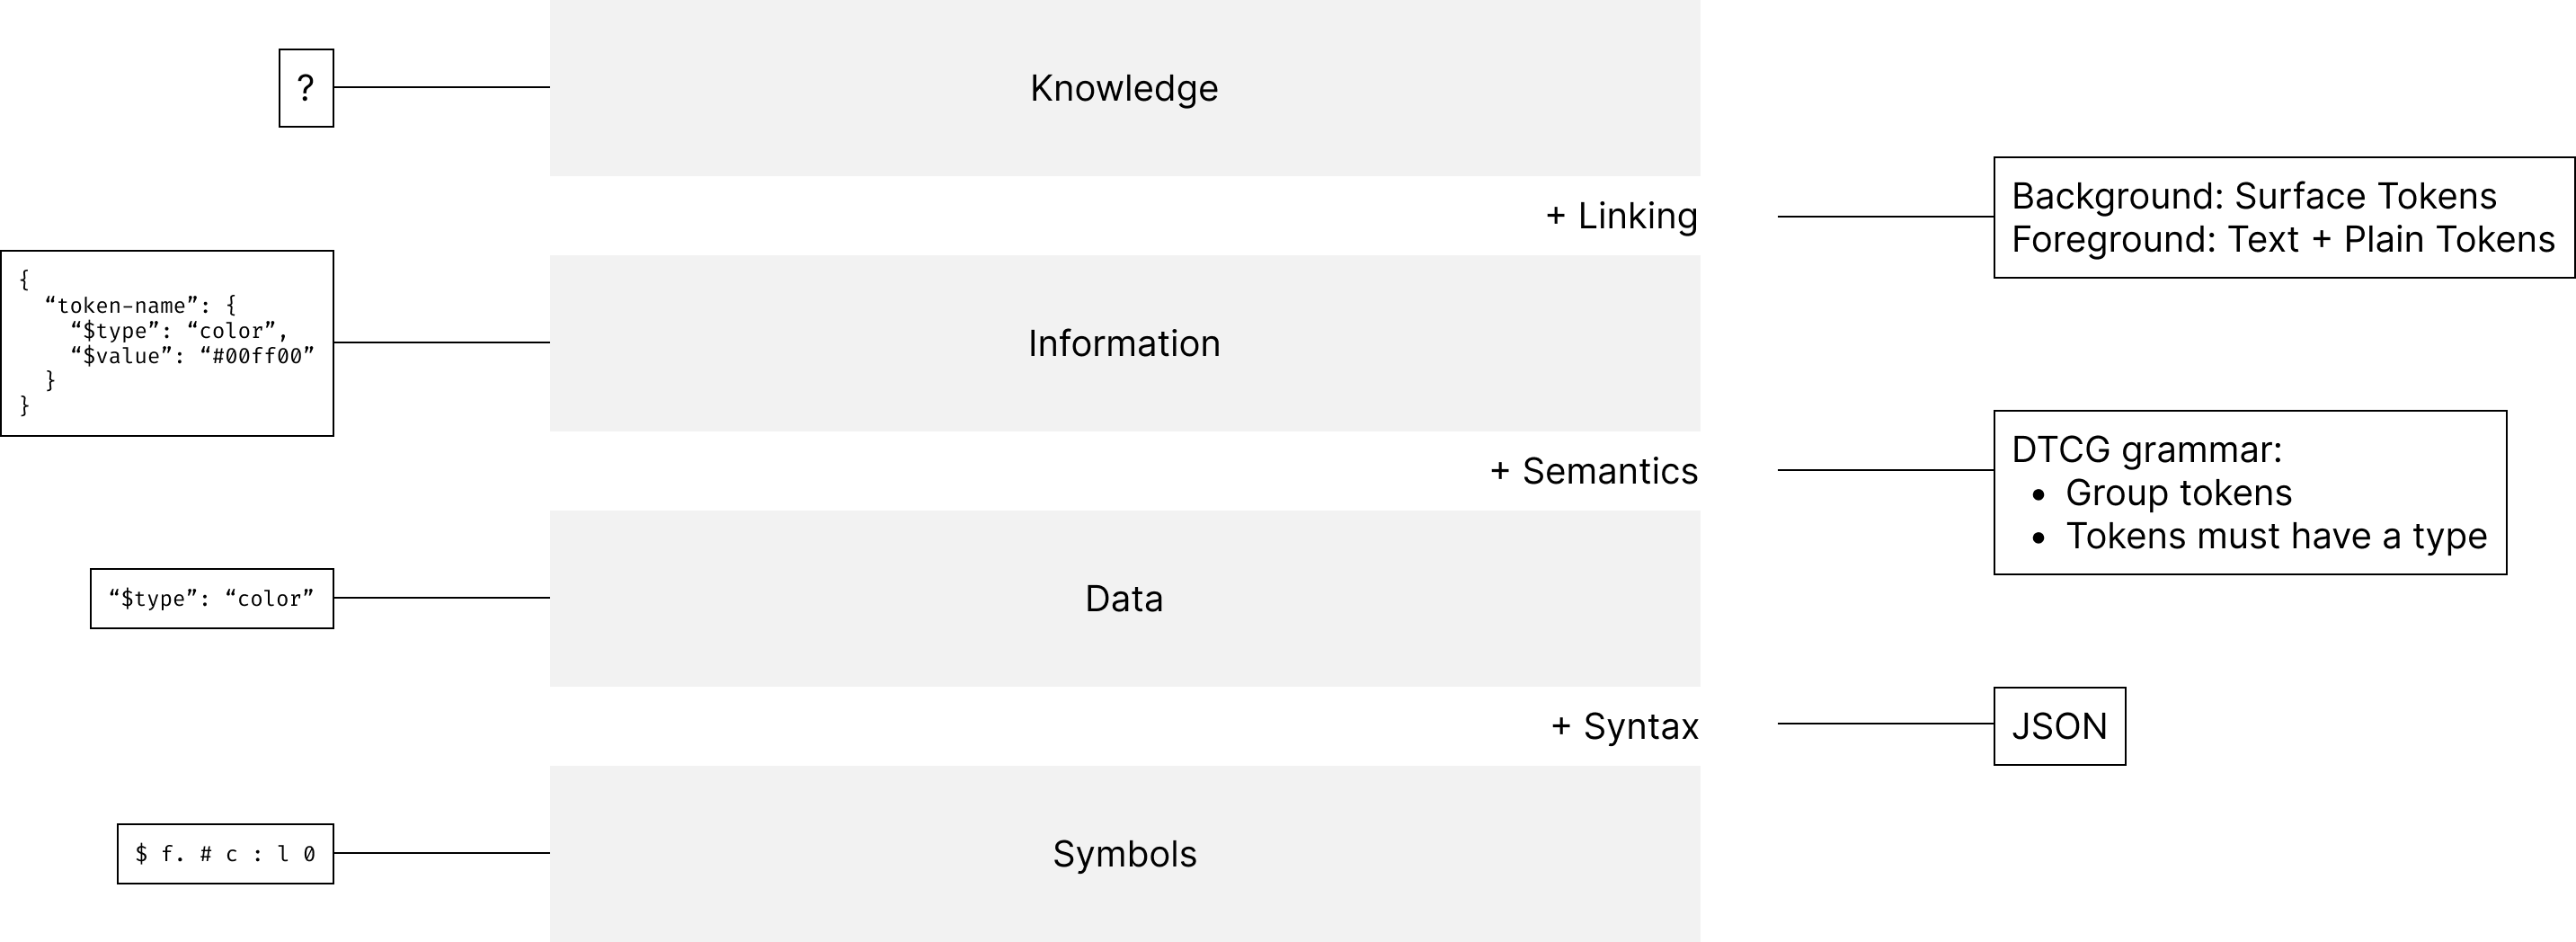 ?
Knowledge
+ Linking
Background: Surface Tokens
Foreground: Text + Plain Tokens
{
  “token-name”: {
    “$type”: “color”,
    “$value”: “#00ff00”
  }
}
Information
+ Semantics
DTCG grammar:
• Group tokens
• Tokens must have a type
“$type”: “color”
Data
+ Syntax
JSON
$ f. # c : l 0
Symbols